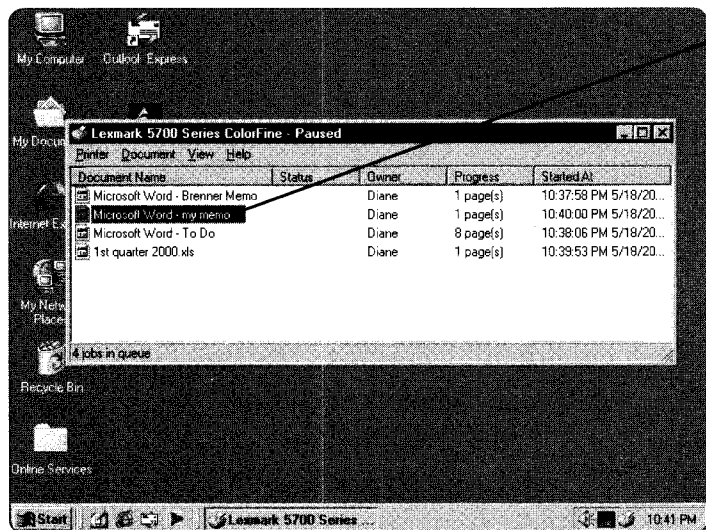 My Computer Outlook Express
My Docum
Lexmark 5700 Series ColorFine - Paused
Printer Document View Help
Document Name Status Owner Progress Started At
Microsoft Word - Brenner Memo Diane 1 page(s) 10:37:58 PM 5/18/20...
Microsoft Word - my memo Diane 1 page(s) 10:40:00 PM 5/18/20...
Microsoft Word - To Do Diane 8 page(s) 10:38:06 PM 5/18/20...
1st quarter 2000.xls Diane 1 page(s) 10:39:53 PM 5/18/20...
4 jobs in queue
Internet Ex
My Netw
Place
Recycle Bin
Online Services
Start Lexmark 5700 Series ... 10:41 PM